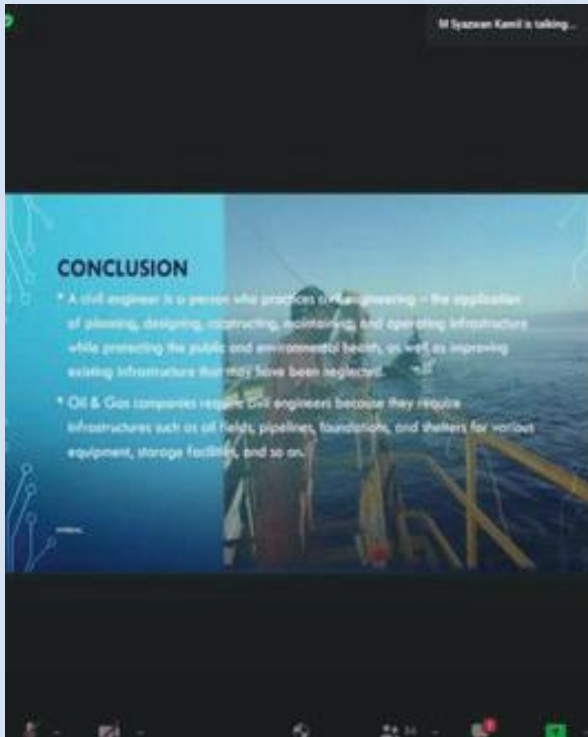 M Syazwan Kamil is talking...
CONCLUSION
• A civil engineer is a person who practices civil engineering – the application
of planning, designing, constructing, maintaining, and operating infrastructure
while protecting the public and environmental health, as well as improving
existing infrastructure that may have been neglected.
• Oil & Gas companies require civil engineers because they require
infrastructures such as oil fields, pipelines, foundations, and shelters for various
equipment, storage facilities, and so on.